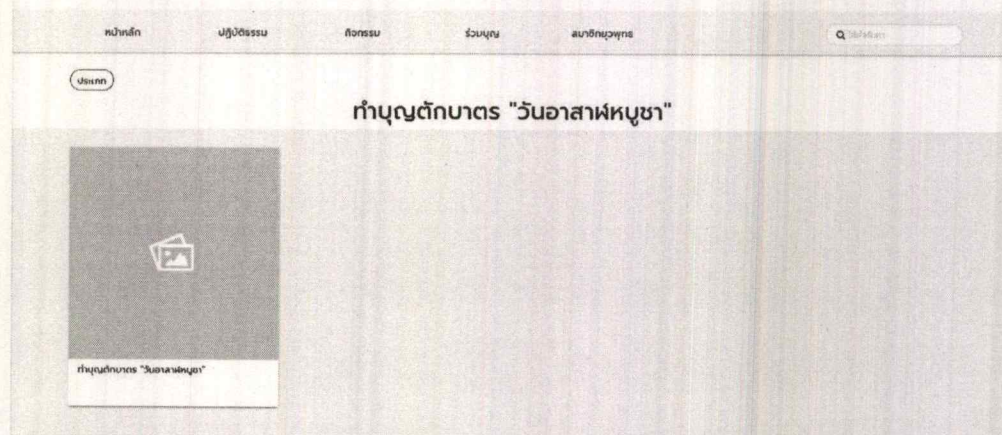 หน้าหลัก ปฏิบัติธรรม กิจกรรม ร่วมบุญ สมาชิกยุวพุทธ
ประเภท
ทำบุญตักบาตร "วันอาสาฬหบูชา"
ทำบุญตักบาตร "วันอาสาฬหบูชา"